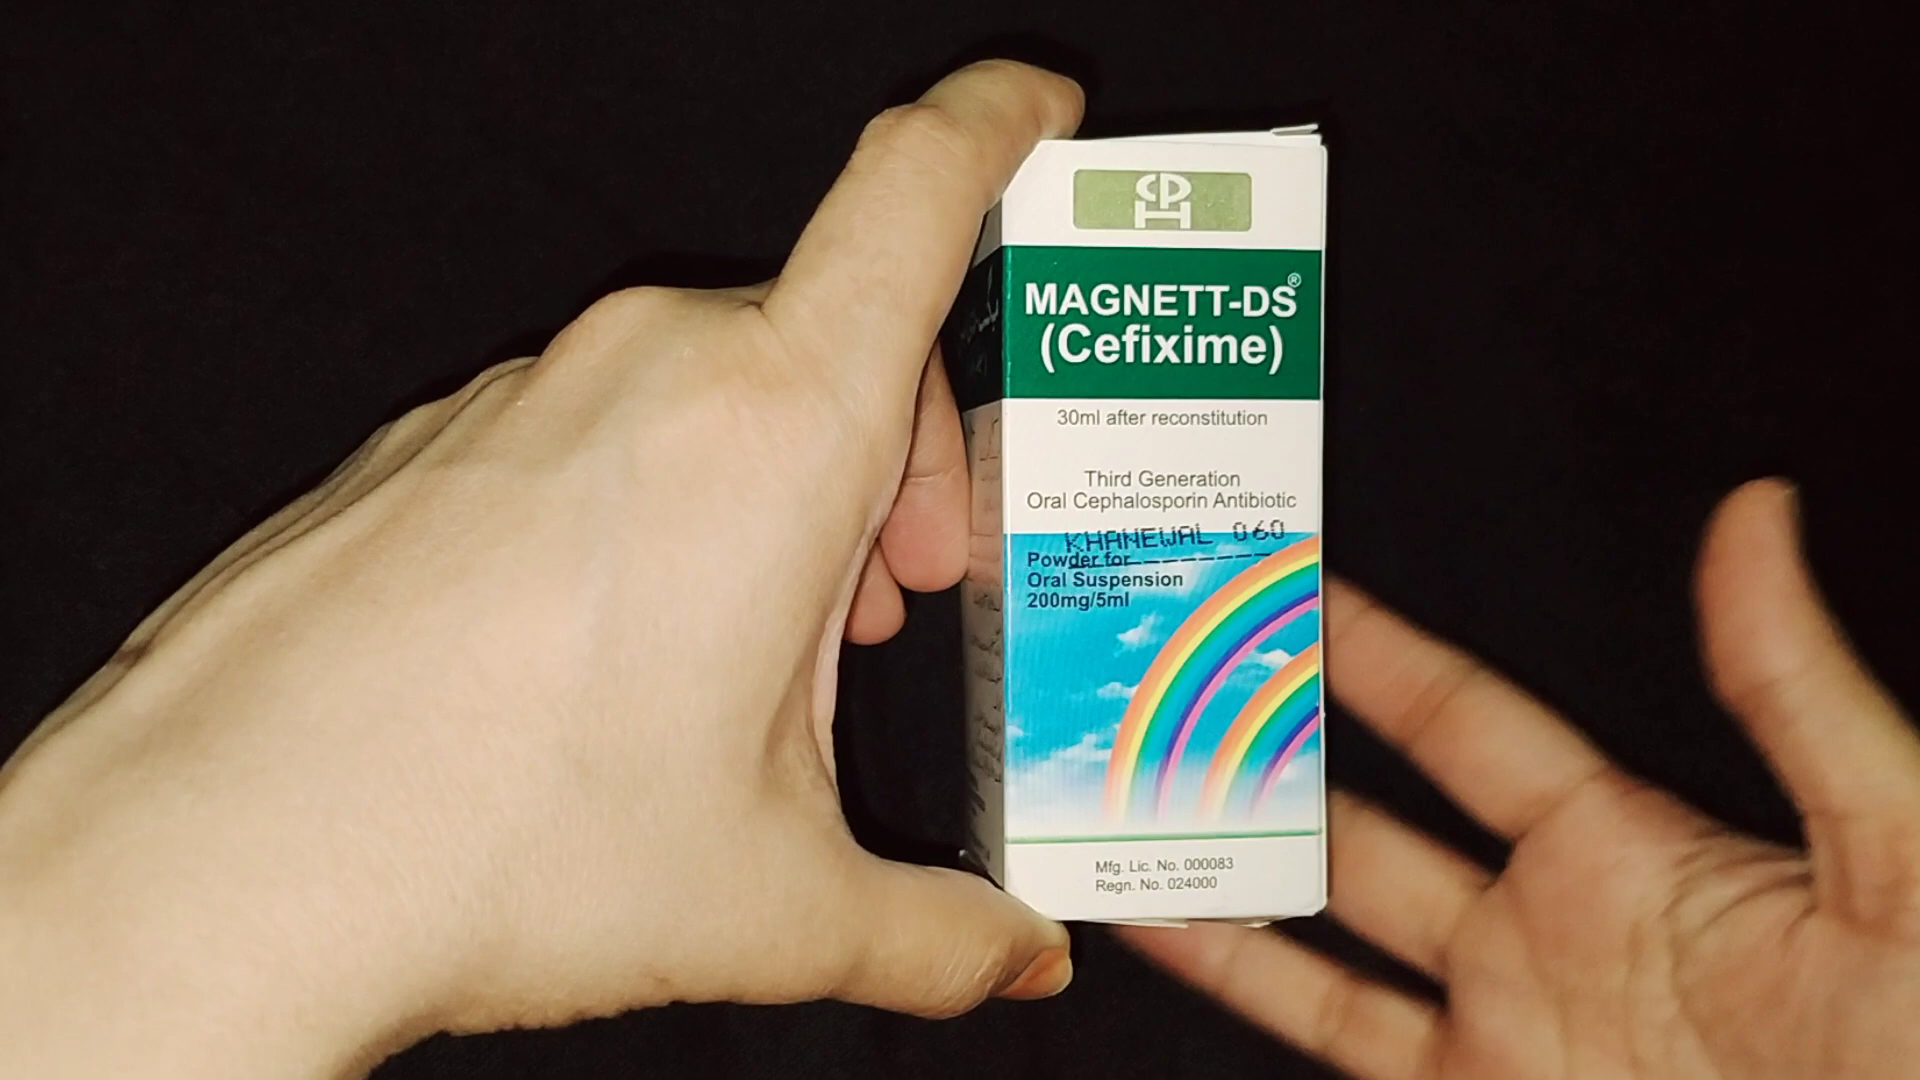 CPH
MAGNETT-DS®
(Cefixime)
30ml after reconstitution
Third Generation
Oral Cephalosporin Antibiotic
KHANEWAL 060
Powder for
Oral Suspension
200mg/5ml
Mfg. Lic. No. 000083
Regn. No. 024000